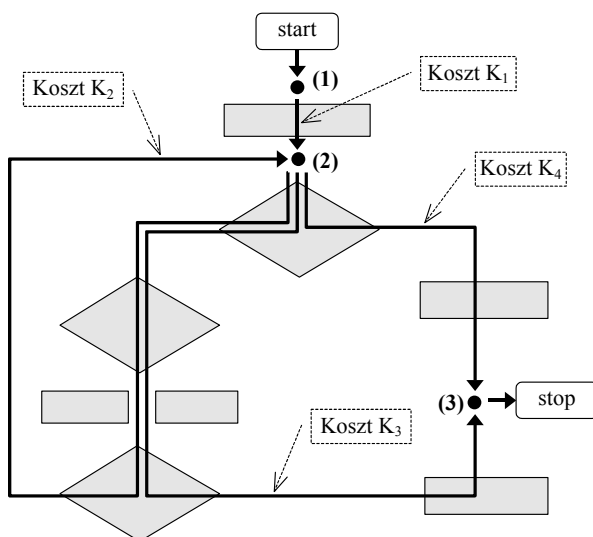 start
(1)
Koszt K₁
Koszt K₂
(2)
Koszt K₄
(3)
stop
Koszt K₃